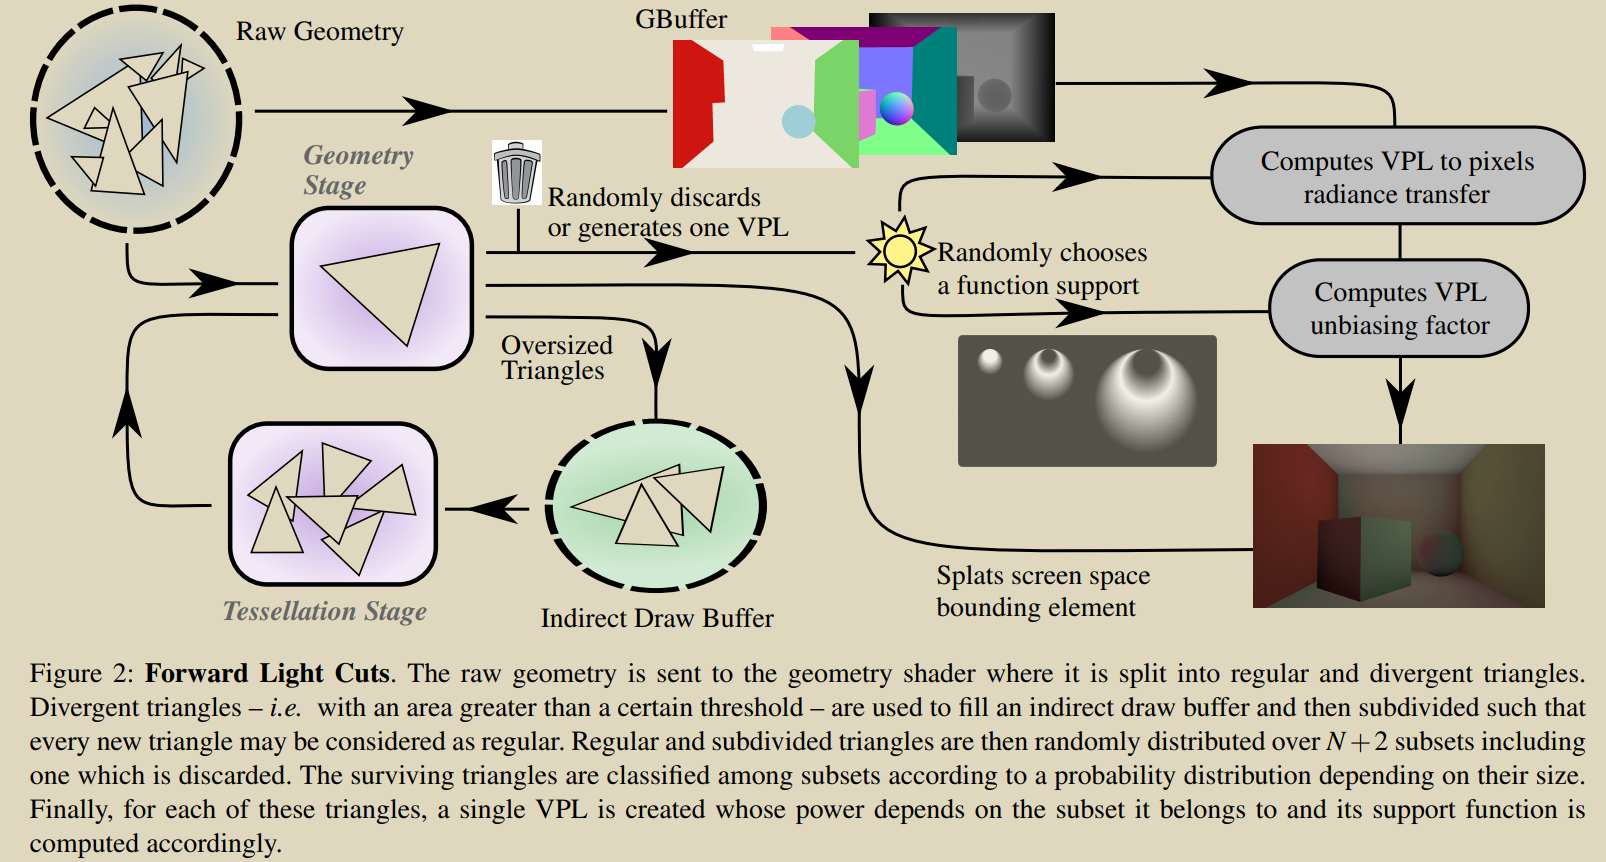 Raw Geometry
GBuffer
Geometry
Stage
Randomly discards
or generates one VPL
Computes VPL to pixels
radiance transfer
Randomly chooses
a function support
Computes VPL
unbiasing factor
Oversized
Triangles
Splats screen space
bounding element
Tessellation Stage
Indirect Draw Buffer
Figure 2: Forward Light Cuts. The raw geometry is sent to the geometry shader where it is split into regular and divergent triangles.
Divergent triangles – i.e. with an area greater than a certain threshold – are used to fill an indirect draw buffer and then subdivided such that
every new triangle may be considered as regular. Regular and subdivided triangles are then randomly distributed over N + 2 subsets including
one which is discarded. The surviving triangles are classified among subsets according to a probability distribution depending on their size.
Finally, for each of these triangles, a single VPL is created whose power depends on the subset it belongs to and its support function is
computed accordingly.